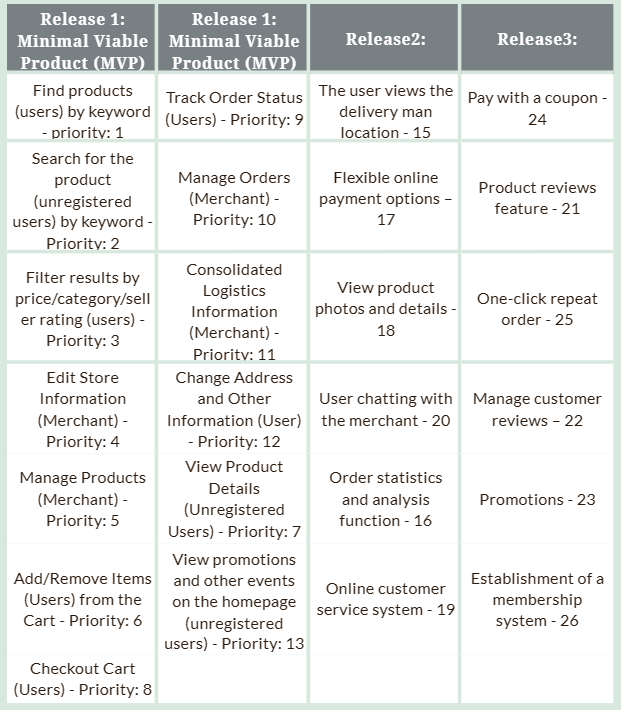 Release 1:
Minimal Viable
Product (MVP)
Release 1:
Minimal Viable
Product (MVP)
Release2:
Release3:
Find products
(users) by keyword
- priority: 1
Track Order Status
(Users) - Priority: 9
The user views the
delivery man
location - 15
Pay with a coupon -
24
Search for the
product
(unregistered
users) by keyword -
Priority: 2
Manage Orders
(Merchant) -
Priority: 10
Flexible online
payment options –
17
Product reviews
feature - 21
Filter results by
price/category/sell
er rating (users) -
Priority: 3
Consolidated
Logistics
Information
(Merchant) -
Priority: 11
View product
photos and details -
18
One-click repeat
order - 25
Edit Store
Information
(Merchant) -
Priority: 4
Change Address
and Other
Information (User)
- Priority: 12
User chatting with
the merchant - 20
Manage customer
reviews – 22
Manage Products
(Merchant) -
Priority: 5
View Product
Details
(Unregistered
Users) - Priority: 7
Order statistics
and analysis
function - 16
Promotions - 23
Add/Remove Items
(Users) from the
Cart - Priority: 6
View promotions
and other events
on the homepage
(unregistered
users) - Priority: 13
Online customer
service system - 19
Establishment of a
membership
system - 26
Checkout Cart
(Users) - Priority: 8